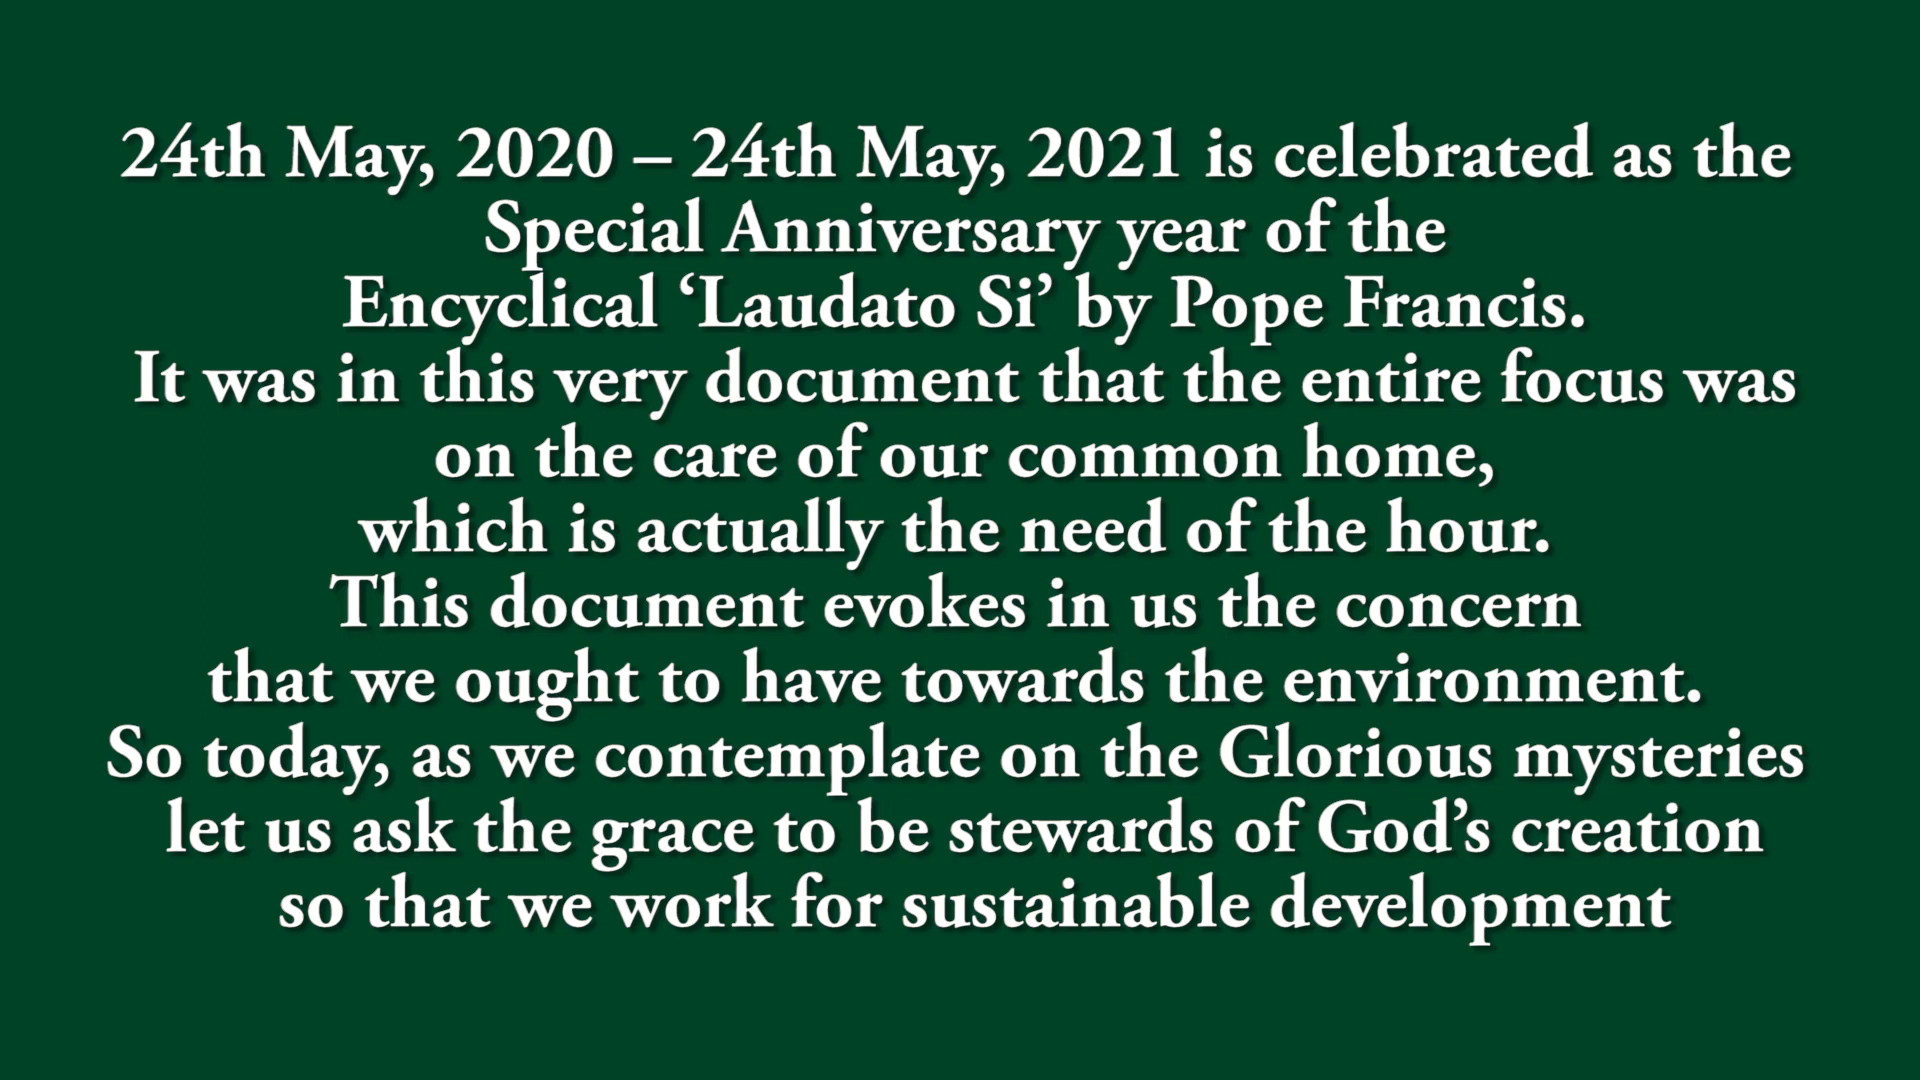 24th May, 2020 – 24th May, 2021 is celebrated as the
Special Anniversary year of the
Encyclical ‘Laudato Si’ by Pope Francis.
It was in this very document that the entire focus was
on the care of our common home,
which is actually the need of the hour.
This document evokes in us the concern
that we ought to have towards the environment.
So today, as we contemplate on the Glorious mysteries
let us ask the grace to be stewards of God’s creation
so that we work for sustainable development